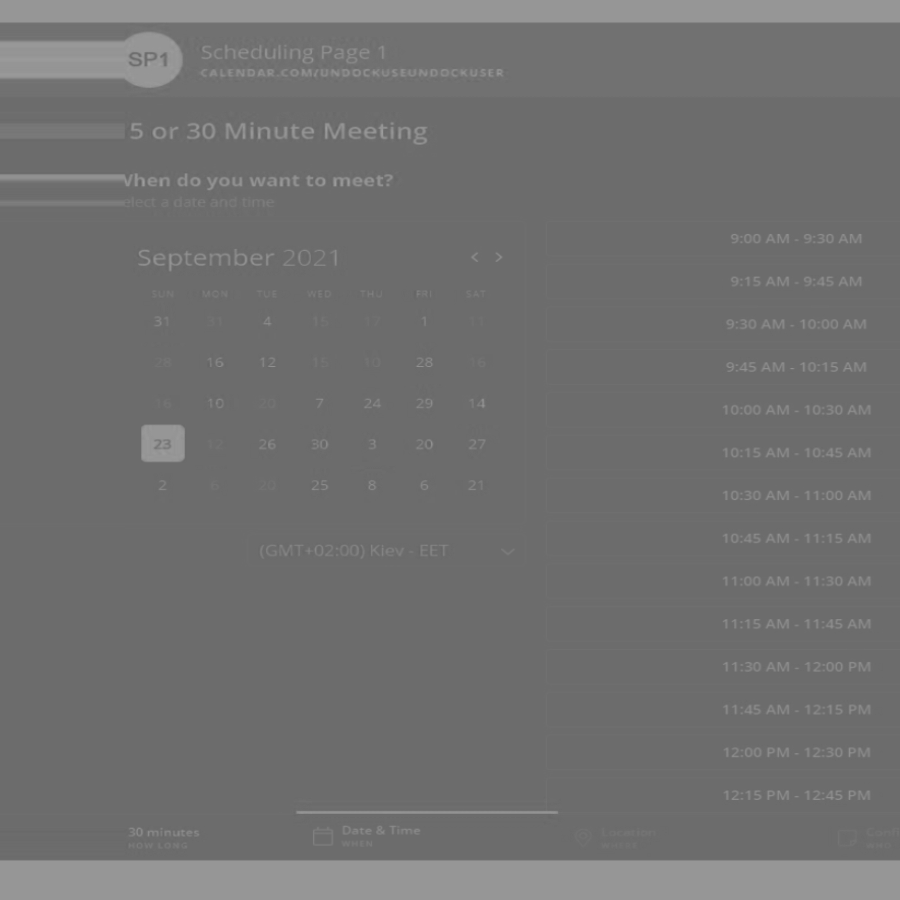 SP1
Scheduling Page 1
CALENDAR.COM/UNDOCKUSEUNDOCKUSER
5 or 30 Minute Meeting
When do you want to meet?
elect a date and time
September 2021
SUN MON TUE WED THU FRI SAT
31 31 4 15 1
28 16 12 10 28 16
16 10 20 7 24 29 14
23 12 26 30 3 20 27
2 6 20 25 8 6 21
(GMT+02:00) Kiev - EET
9:00 AM - 9:30 AM
9:15 AM - 9:45 AM
9:30 AM - 10:00 AM
9:45 AM - 10:15 AM
10:00 AM - 10:30 AM
10:15 AM - 10:45 AM
10:30 AM - 11:00 AM
10:45 AM - 11:15 AM
11:00 AM - 11:30 AM
11:15 AM - 11:45 AM
11:30 AM - 12:00 PM
11:45 AM - 12:15 PM
12:00 PM - 12:30 PM
12:15 PM - 12:45 PM
30 minutes
HOW LONG
Date & Time
WHEN
Location
WHERE
Confi
WHO